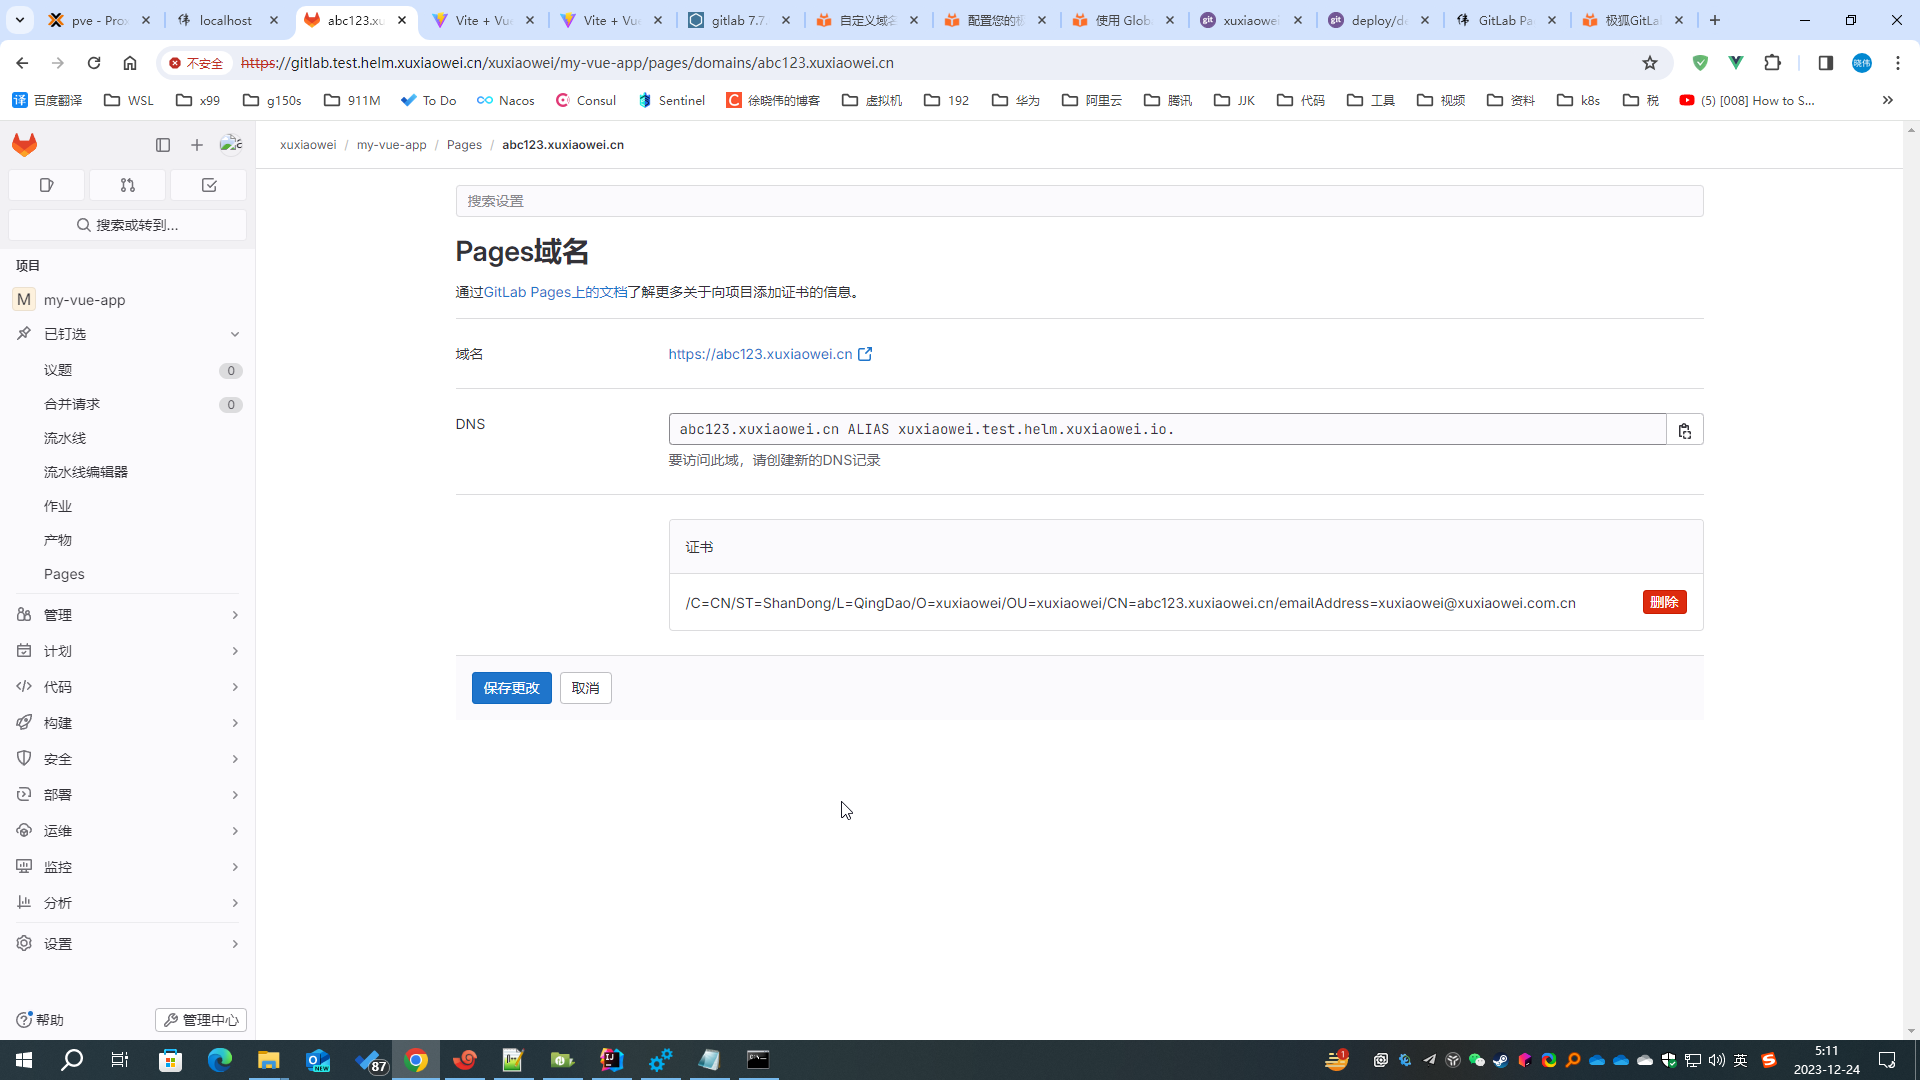 pve - Pro
localhost
abc123.xu
Vite + Vue
Vite + Vue
gitlab 7.7.
自定义域名
配置您的极
使用 Glob
xuxiaowei
deploy/de
GitLab Pa
极狐GitLa
不安全
https://gitlab.test.helm.xuxiaowei.cn/xuxiaowei/my-vue-app/pages/domains/abc123.xuxiaowei.cn
晓伟
译 百度翻译
WSL
x99
g150s
911M
To Do
Nacos
Consul
Sentinel
C 徐晓伟的博客
虚拟机
192
华为
阿里云
腾讯
JJK
代码
工具
视频
资料
k8s
税
(5) [008] How to S...
xuxiaowei / my-vue-app / Pages / abc123.xuxiaowei.cn
搜索或转到...
项目
M my-vue-app
已钉选
议题 0
合并请求 0
流水线
流水线编辑器
作业
产物
Pages
管理
计划
代码
构建
安全
部署
运维
监控
分析
设置
帮助
管理中心
搜索设置
Pages域名
通过GitLab Pages上的文档了解更多关于向项目添加证书的信息。
域名
https://abc123.xuxiaowei.cn
DNS
abc123.xuxiaowei.cn ALIAS xuxiaowei.test.helm.xuxiaowei.io.
要访问此域，请创建新的DNS记录
证书
/C=CN/ST=ShanDong/L=QingDao/O=xuxiaowei/OU=xuxiaowei/CN=abc123.xuxiaowei.cn/emailAddress=xuxiaowei@xuxiaowei.com.cn
删除
保存更改
取消
NEW
87
1
英
5:11
2023-12-24